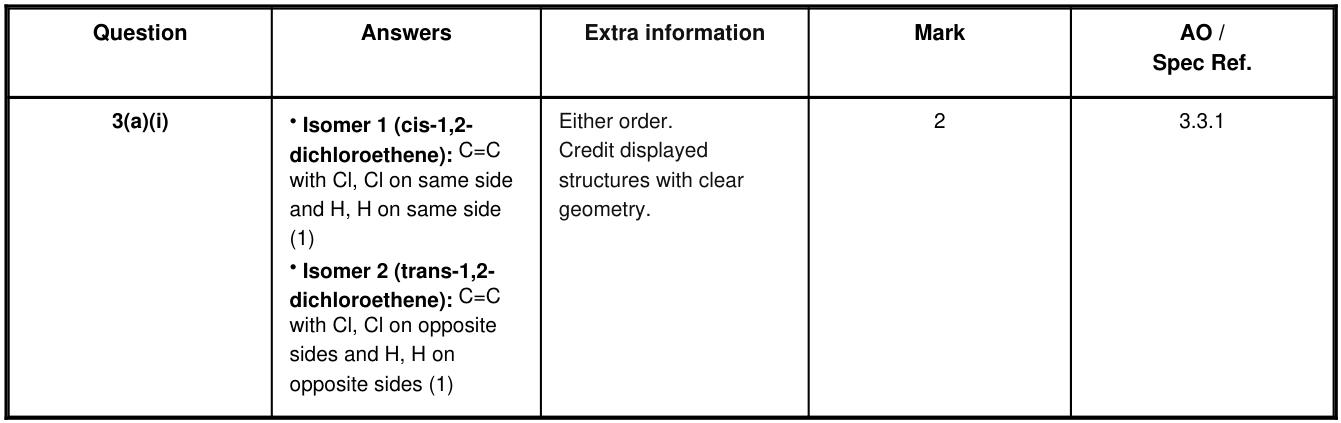 Question Answers Extra information Mark AO /
Spec Ref.
3(a)(i)
• Isomer 1 (cis-1,2-
dichloroethene): C=C
with Cl, Cl on same side
and H, H on same side
(1)
• Isomer 2 (trans-1,2-
dichloroethene): C=C
with Cl, Cl on opposite
sides and H, H on
opposite sides (1)
Either order.
Credit displayed
structures with clear
geometry.
2
3.3.1